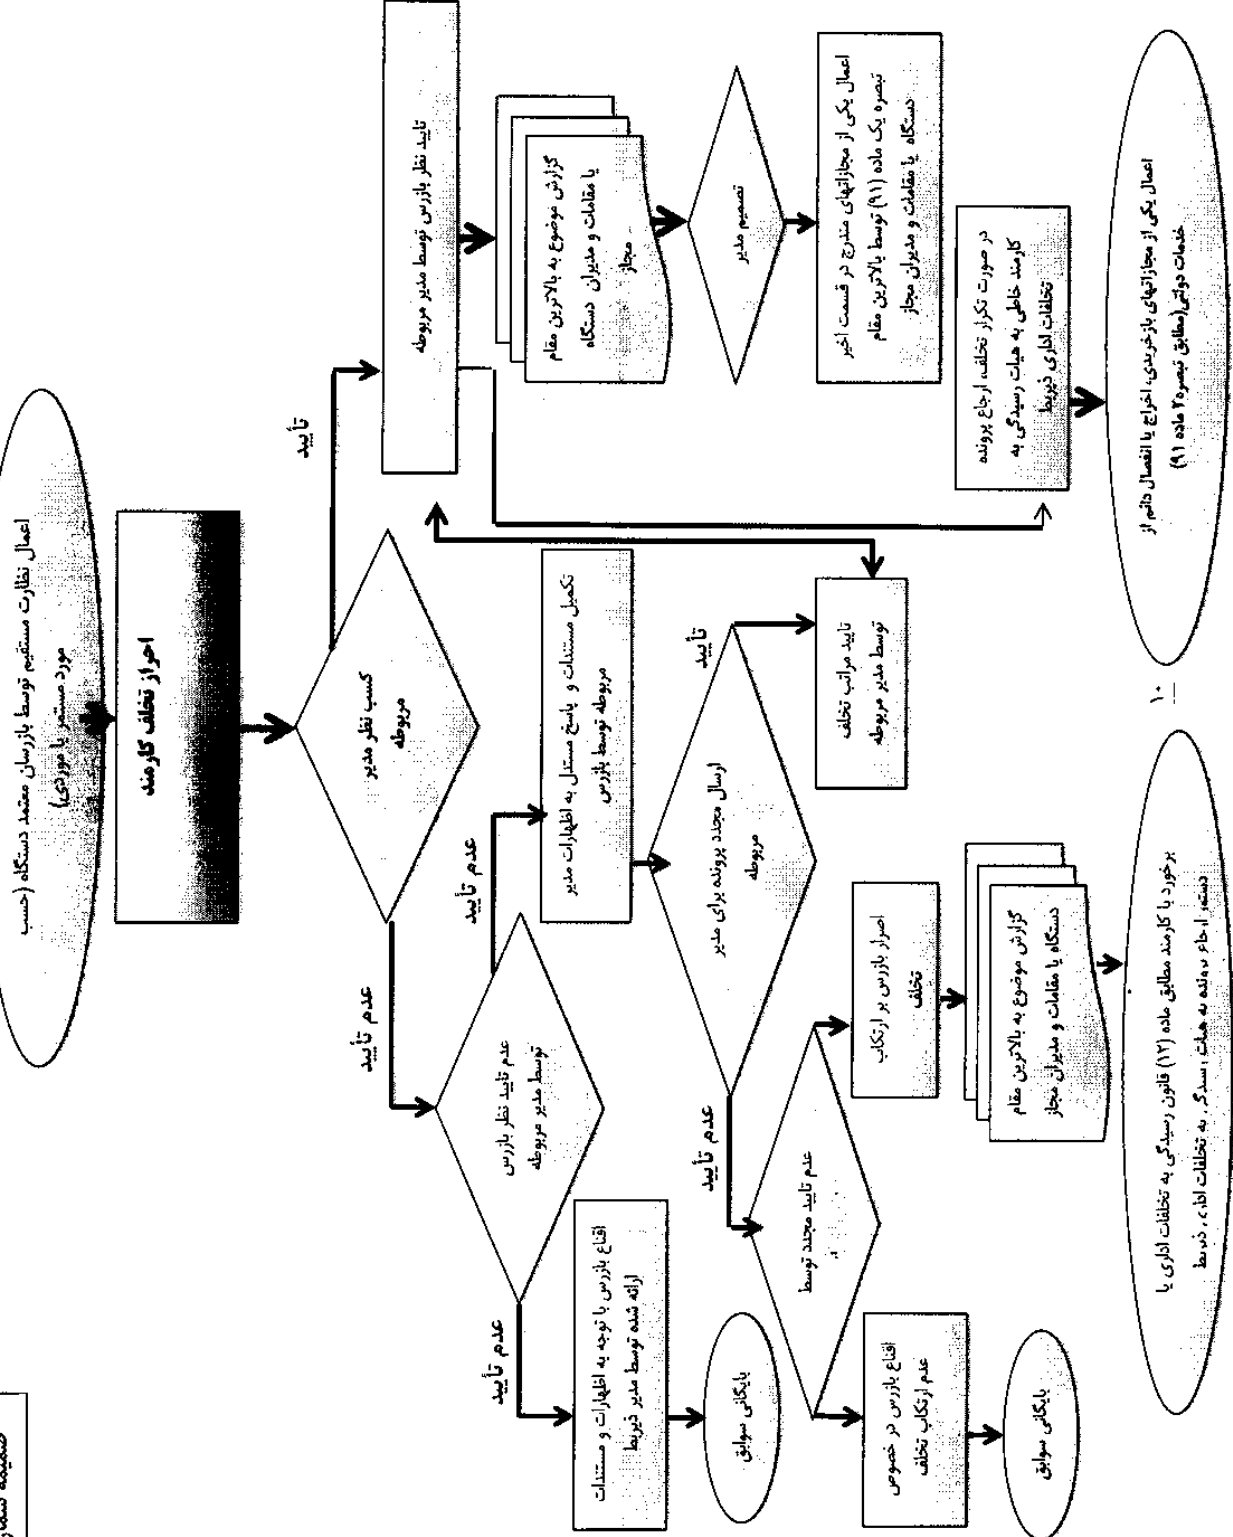 ضمیمه شمار
اعمال نظارت مستقیم توسط بازرسان معتمد دستگاه (حسب
مورد مستمر یا موردی)
احراز تخلف کارمند
کسب نظر مدیر
مربوطه
تأیید
عدم تأیید
تایید نظر بازرس توسط مدیر مربوطه
گزارش موضوع به بالاترین مقام
یا مقامات و مدیران دستگاه
مجاز
تصمیم مدیر
اعمال یکی از مجازاتهای مندرج در قسمت اخیر
تبصره یک ماده (۹۱) توسط بالاترین مقام
دستگاه یا مقامات و مدیران مجاز
در صورت تکرار تخلف، ارجاع پرونده
کارمند خاطی به هیات رسیدگی به
تخلفات اداری ذیربط
اعمال یکی از مجازاتهای بازخریدی، اخراج یا انفصال دائم از
خدمات دولتی(مطابق تبصره ۲ ماده ۹۱)
عدم تایید نظر بازرس
توسط مدیر مربوطه
عدم تأیید
تکمیل مستندات و پاسخ مستدل به اظهارات مدیر
مربوطه توسط بازرس
ارسال مجدد پرونده برای مدیر
مربوطه
تأیید
تایید مراتب تخلف
توسط مدیر مربوطه
عدم تأیید
اقناع بازرس با توجه به اظهارات و مستندات
ارائه شده توسط مدیر ذیربط
بایگانی سوابق
عدم تأیید
عدم تایید مجدد توسط
اصرار بازرس بر ارتکاب
تخلف
گزارش موضوع به بالاترین مقام
دستگاه یا مقامات و مدیران مجاز
برخورد با کارمند مطابق ماده (۱۲) قانون رسیدگی به تخلفات اداری یا
دستور ارجاع پرونده به هیات رسیدگی به تخلفات اداری ذیربط
اقناع بازرس در خصوص
عدم ارتکاب تخلف
بایگانی سوابق
۱۰